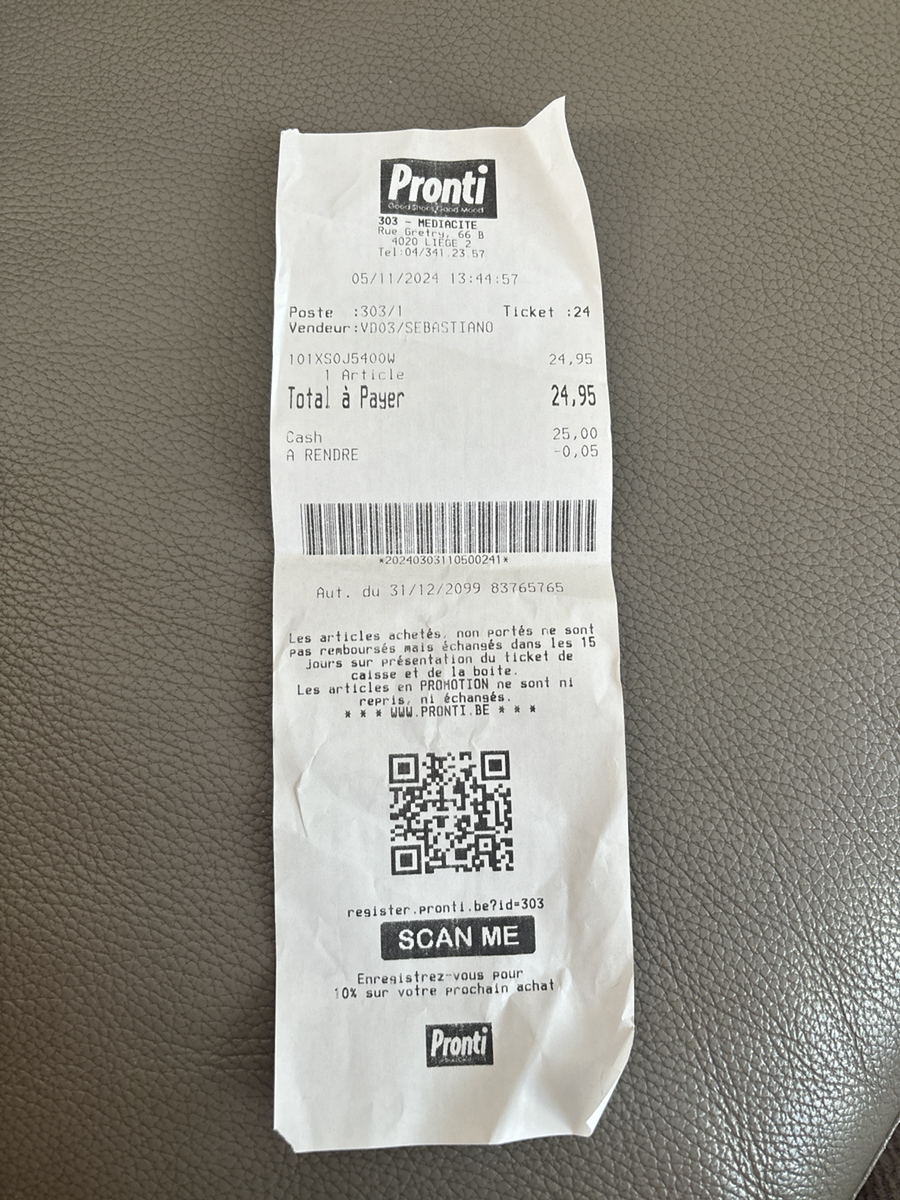 Pronti
Good Shoes, Good Mood
303 - MEDIACITE
Rue Gretry, 66 B
4020 LIEGE 2
Tel:04/341.23.57
05/11/2024 13:44:57
Poste :303/1 Ticket :24
Vendeur:VD03/SEBASTIANO
101XSOJ5400W 24,95
1 Article
Total à Payer 24,95
Cash 25,00
A RENDRE -0,05
*20240303110500241*
Aut. du 31/12/2099 83765765
Les articles achetés, non portés ne sont
pas remboursés mais échangés dans les 15
jours sur présentation du ticket de
caisse et de la boite.
Les articles en PROMOTION ne sont ni
repris, ni échangés.
* * * WWW.PRONTI.BE * * *
register.pronti.be?id=303
SCAN ME
Enregistrez-vous pour
10% sur votre prochain achat
Pronti